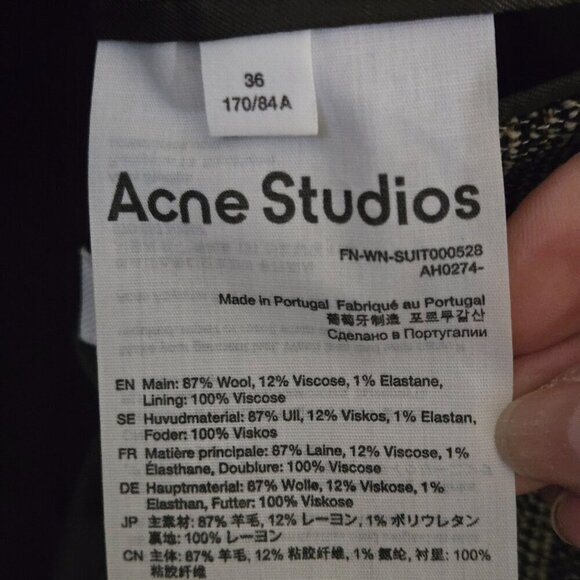 36
170/84A
Acne Studios
FN-WN-SUIT000528
AH0274-
Made in Portugal Fabriqué au Portugal
葡萄牙制造 포르투갈산
Сделано в Португалии
EN Main: 87% Wool, 12% Viscose, 1% Elastane,
Lining: 100% Viscose
SE Huvudmaterial: 87% Ull, 12% Viskos, 1% Elastan,
Foder: 100% Viskos
FR Matière principale: 87% Laine, 12% Viscose, 1%
Élasthane, Doublure: 100% Viscose
DE Hauptmaterial: 87% Wolle, 12% Viskose, 1%
Elasthan, Futter: 100% Viskose
JP 主素材: 87% 羊毛, 12% レーヨン, 1% ポリウレタン
裏地: 100% レーヨン
CN 主体: 87% 羊毛, 12% 粘胶纤维, 1% 氨纶, 衬里: 100%
粘胶纤维